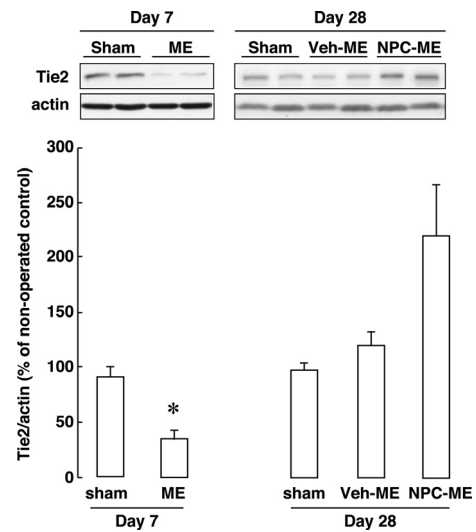 Day 7 Day 28
Sham ME Sham Veh-ME NPC-ME
Tie2
actin
Tie2/actin (% of non-operated control)
300
250
200
150
100
50
0
*
sham ME sham Veh-ME NPC-ME
Day 7 Day 28